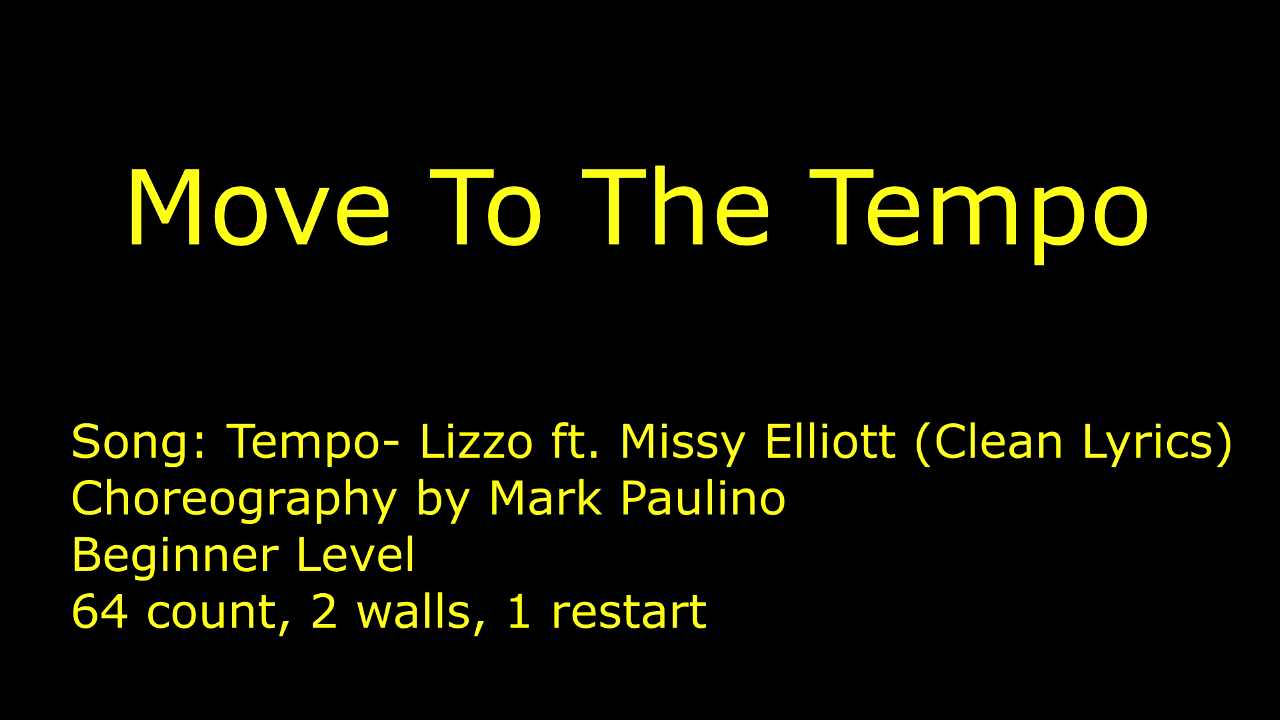 Move To The Tempo
Song: Tempo- Lizzo ft. Missy Elliott (Clean Lyrics)
Choreography by Mark Paulino
Beginner Level
64 count, 2 walls, 1 restart